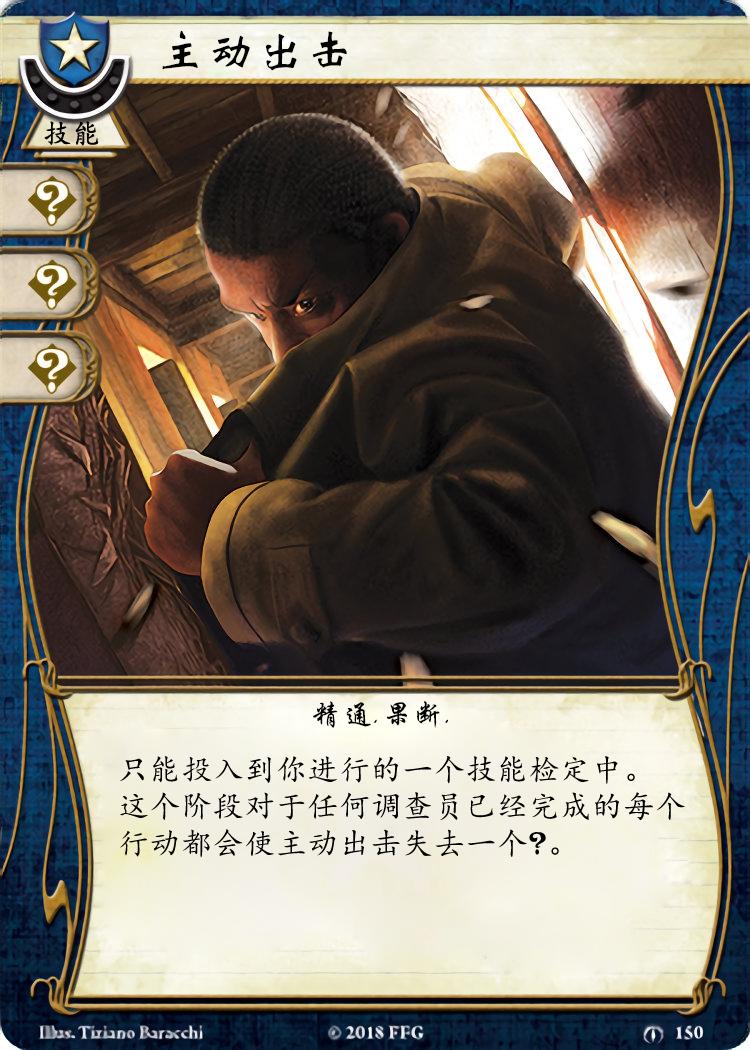 主动出击
技能
?
?
?
精通.果断.
只能投入到你进行的一个技能检定中。
这个阶段对于任何调查员已经完成的每个
行动都会使主动出击失去一个?。
Illus. Tiziano Baracchi
© 2018 FFG
150